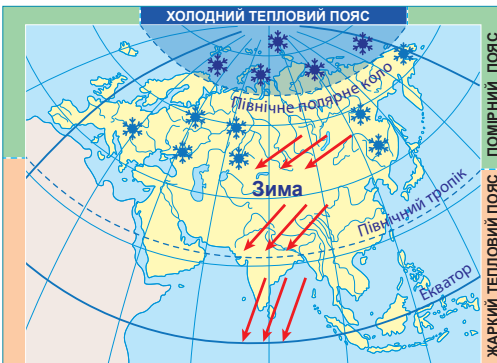 ХОЛОДНИЙ ТЕПЛОВИЙ ПОЯС
ПОМІРНИЙ ПОЯС
Північне полярне коло
Зима
Північний тропік
Екватор
ЖАРКИЙ ТЕПЛОВИЙ ПОЯС